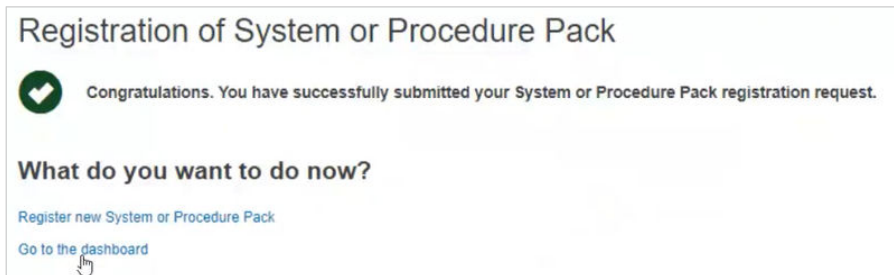 Registration of System or Procedure Pack
Congratulations. You have successfully submitted your System or Procedure Pack registration request.
What do you want to do now?
Register new System or Procedure Pack
Go to the dashboard